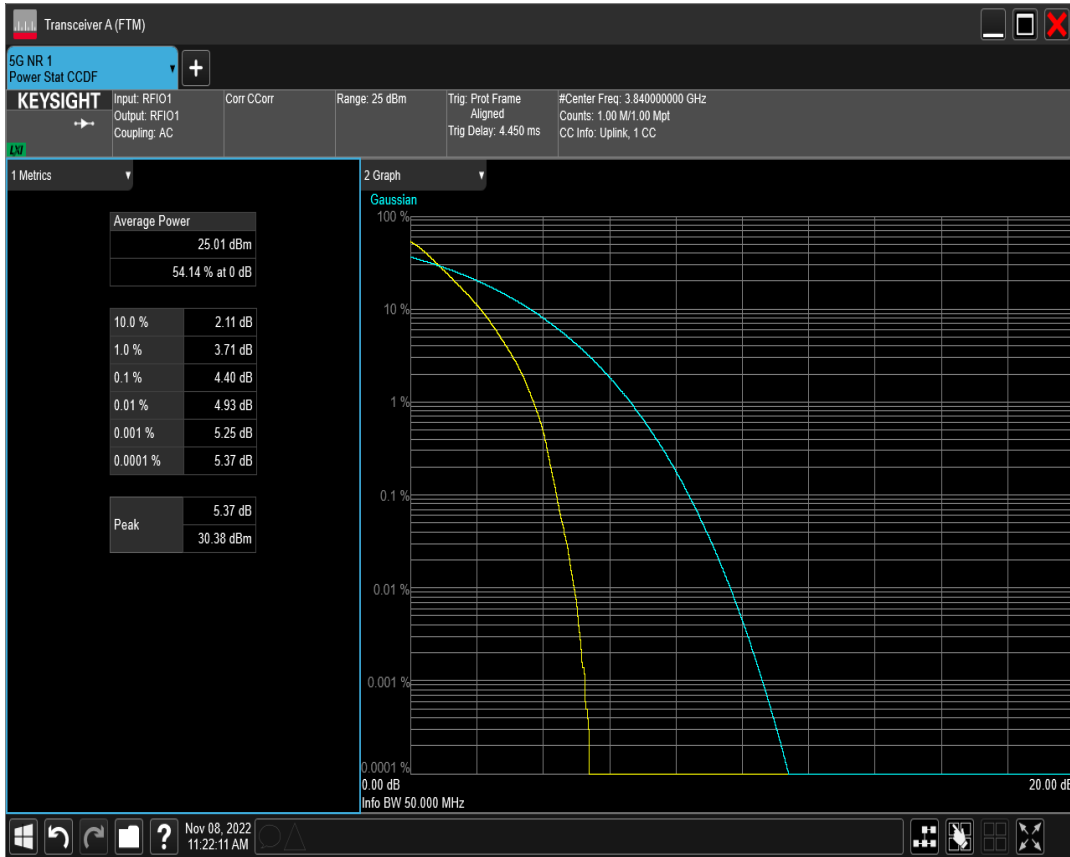 Transceiver A (FTM)
5G NR 1
Power Stat CCDF
+
KEYSIGHT
LXI
Input: RFIO1
Output: RFIO1
Coupling: AC
Corr CCorr
Range: 25 dBm
Trig: Prot Frame
Aligned
Trig Delay: 4.450 ms
#Center Freq: 3.840000000 GHz
Counts: 1.00 M/1.00 Mpt
CC Info: Uplink, 1 CC
1 Metrics
Average Power
25.01 dBm
54.14 % at 0 dB
10.0 % 2.11 dB
1.0 % 3.71 dB
0.1 % 4.40 dB
0.01 % 4.93 dB
0.001 % 5.25 dB
0.0001 % 5.37 dB
Peak
5.37 dB
30.38 dBm
2 Graph
Gaussian
100 %
10 %
1 %
0.1 %
0.01 %
0.001 %
0.0001 %
0.00 dB 20.00 dB
Info BW 50.000 MHz
?
Nov 08, 2022
11:22:11 AM